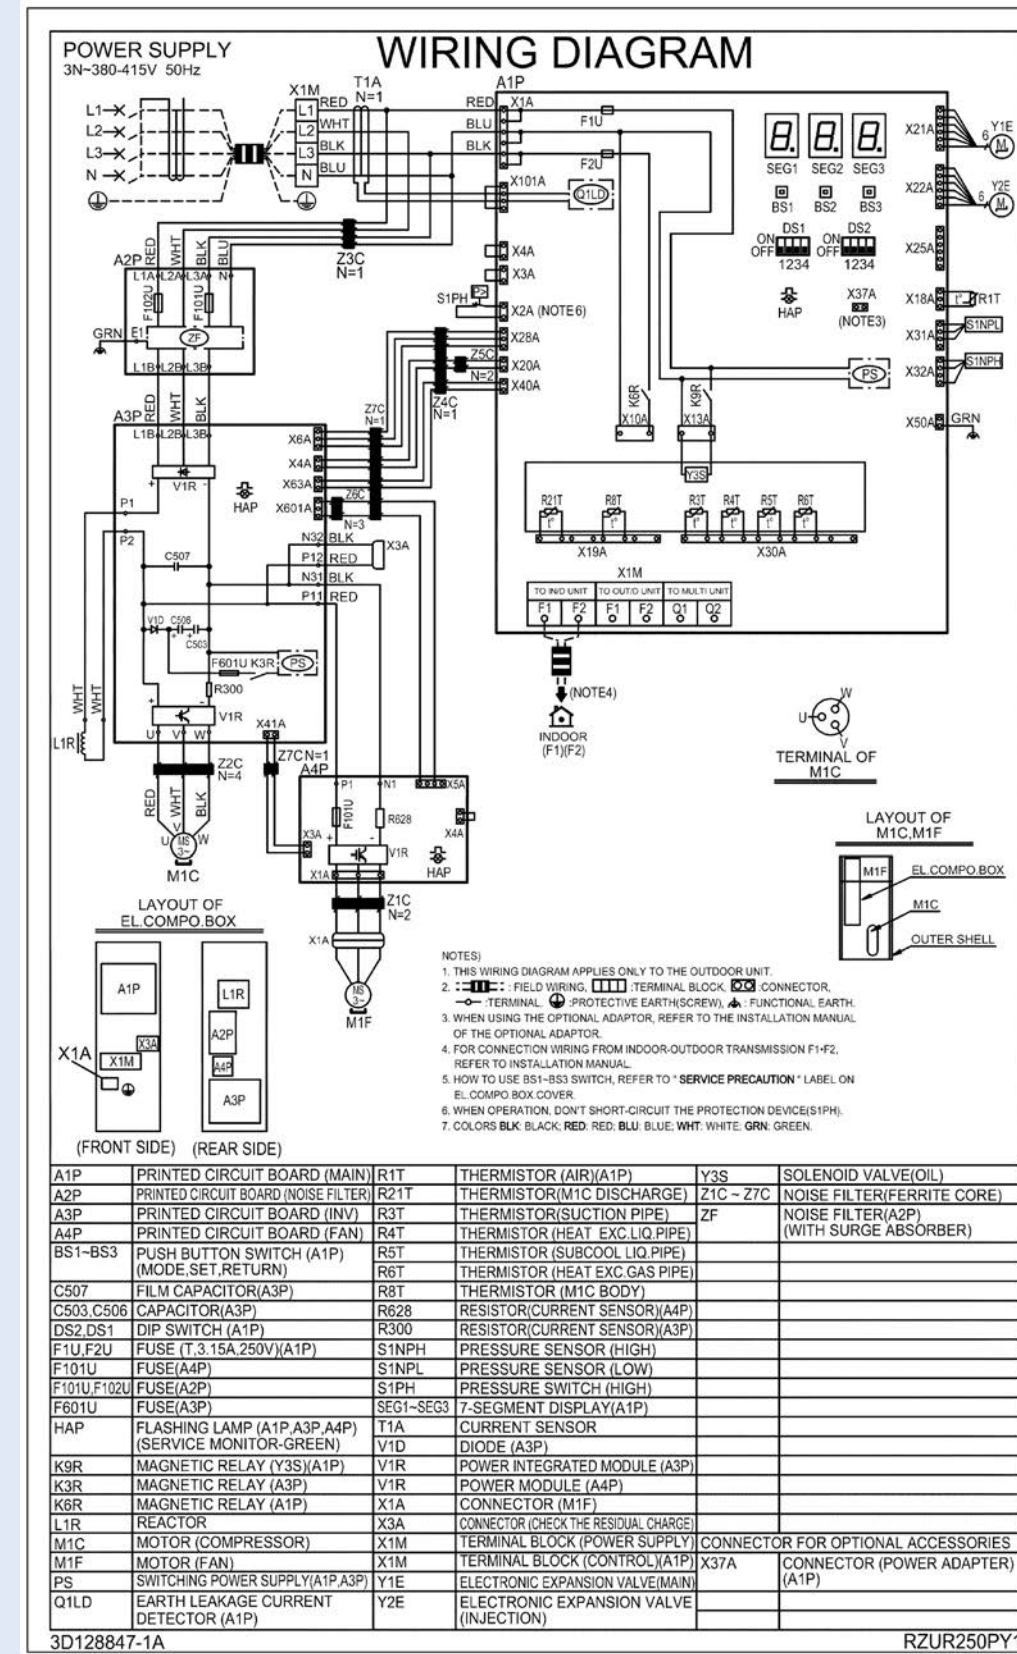 WIRING DIAGRAM
POWER SUPPLY
3N~380-415V 50Hz
L1
L2
L3
N
X1M
L1
L2
L3
N
RED
WHT
BLK
BLU
T1A
N=1
A1P
RED
BLU
BLK
X1A
F1U
F2U
X101A
Q1LD
X4A
X3A
S1PH
P>
X2A (NOTE6)
X28A
X20A
X40A
Z5C
N=2
Z4C
N=1
Z3C
N=1
SEG1 SEG2 SEG3
BS1 BS2 BS3
DS1 DS2
ON
OFF
1234
ON
OFF
1234
HAP
X37A
(NOTE3)
X21A
6
Y1E
M
X22A
6
Y2E
M
X25A
X18A
t°
R1T
X31A
S1NPL
X32A
S1NPH
X50A
GRN
PS
K6R
X10A
K9R
X13A
Y3S
R21T R8T R3T R4T R5T R6T
t° t° t° t° t° t°
X19A X30A
X1M
TO IN/D UNIT TO OUT/D UNIT TO MULTI UNIT
F1 F2 F1 F2 Q1 Q2
(NOTE4)
INDOOR
(F1)(F2)
A2P
RED
WHT
BLK
BLU
L1A L2A L3A N
F102U
F101U
GRN
E1
ZF
L1B L2B L3B
RED
WHT
BLK
A3P
L1B L2B L3B
V1R
+ -
HAP
X6A
X4A
X63A
X601A
Z7C
N=1
Z6C
N=3
P1
P2
N32 BLK
P12 RED
N31 BLK
P11 RED
X3A
C507
V1D C506
C503
F601U K3R
PS
R300
+ -
V1R
U V W
X41A
WHT
WHT
L1R
Z2C
N=4
RED
WHT
BLK
U
V
W
MS
3~
M1C
Z7C N=1
A4P
P1 N1
X5A
F101U
R628
X3A
X4A
+ -
V1R
HAP
X1A
Z1C
N=2
X1A
MS
3~
M1F
W
U
V
TERMINAL OF
M1C
LAYOUT OF
M1C,M1F
M1F
EL.COMPO.BOX
M1C
OUTER SHELL
LAYOUT OF
EL.COMPO.BOX
A1P
X3A
X1A
X1M
L1R
A2P
A4P
A3P
(FRONT SIDE) (REAR SIDE)
NOTES)
1. THIS WIRING DIAGRAM APPLIES ONLY TO THE OUTDOOR UNIT.
2. : FIELD WIRING, :TERMINAL BLOCK, :CONNECTOR,
:TERMINAL, :PROTECTIVE EARTH(SCREW), : FUNCTIONAL EARTH.
3. WHEN USING THE OPTIONAL ADAPTOR, REFER TO THE INSTALLATION MANUAL
OF THE OPTIONAL ADAPTOR.
4. FOR CONNECTION WIRING FROM INDOOR-OUTDOOR TRANSMISSION F1•F2,
REFER TO INSTALLATION MANUAL.
5. HOW TO USE BS1~BS3 SWITCH, REFER TO " SERVICE PRECAUTION " LABEL ON
EL.COMPO.BOX.COVER.
6. WHEN OPERATION, DON'T SHORT-CIRCUIT THE PROTECTION DEVICE(S1PH).
7. COLORS BLK: BLACK; RED: RED; BLU: BLUE; WHT: WHITE; GRN: GREEN.
A1P PRINTED CIRCUIT BOARD (MAIN)
A2P PRINTED CIRCUIT BOARD (NOISE FILTER)
A3P PRINTED CIRCUIT BOARD (INV)
A4P PRINTED CIRCUIT BOARD (FAN)
BS1~BS3 PUSH BUTTON SWITCH (A1P)
(MODE,SET,RETURN)
C507 FILM CAPACITOR(A3P)
C503,C506 CAPACITOR(A3P)
DS2,DS1 DIP SWITCH (A1P)
F1U,F2U FUSE (T,3.15A,250V)(A1P)
F101U FUSE(A4P)
F101U,F102U FUSE(A2P)
F601U FUSE(A3P)
HAP FLASHING LAMP (A1P,A3P,A4P)
(SERVICE MONITOR-GREEN)
K9R MAGNETIC RELAY (Y3S)(A1P)
K3R MAGNETIC RELAY (A3P)
K6R MAGNETIC RELAY (A1P)
L1R REACTOR
M1C MOTOR (COMPRESSOR)
M1F MOTOR (FAN)
PS SWITCHING POWER SUPPLY(A1P,A3P)
Q1LD EARTH LEAKAGE CURRENT
DETECTOR (A1P)
R1T THERMISTOR (AIR)(A1P)
R21T THERMISTOR(M1C DISCHARGE)
R3T THERMISTOR(SUCTION PIPE)
R4T THERMISTOR (HEAT EXC.LIQ.PIPE)
R5T THERMISTOR (SUBCOOL LIQ.PIPE)
R6T THERMISTOR (HEAT EXC.GAS PIPE)
R8T THERMISTOR (M1C BODY)
R628 RESISTOR(CURRENT SENSOR)(A4P)
R300 RESISTOR(CURRENT SENSOR)(A3P)
S1NPH PRESSURE SENSOR (HIGH)
S1NPL PRESSURE SENSOR (LOW)
S1PH PRESSURE SWITCH (HIGH)
SEG1~SEG3 7-SEGMENT DISPLAY(A1P)
T1A CURRENT SENSOR
V1D DIODE (A3P)
V1R POWER INTEGRATED MODULE (A3P)
V1R POWER MODULE (A4P)
X1A CONNECTOR (M1F)
X3A CONNECTOR (CHECK THE RESIDUAL CHARGE)
X1M TERMINAL BLOCK (POWER SUPPLY)
X1M TERMINAL BLOCK (CONTROL)(A1P)
Y1E ELECTRONIC EXPANSION VALVE(MAIN)
Y2E ELECTRONIC EXPANSION VALVE
(INJECTION)
Y3S SOLENOID VALVE(OIL)
Z1C ~ Z7C NOISE FILTER(FERRITE CORE)
ZF NOISE FILTER(A2P)
(WITH SURGE ABSORBER)
CONNECTOR FOR OPTIONAL ACCESSORIES
X37A CONNECTOR (POWER ADAPTER)
(A1P)
3D128847-1A
RZUR250PY1